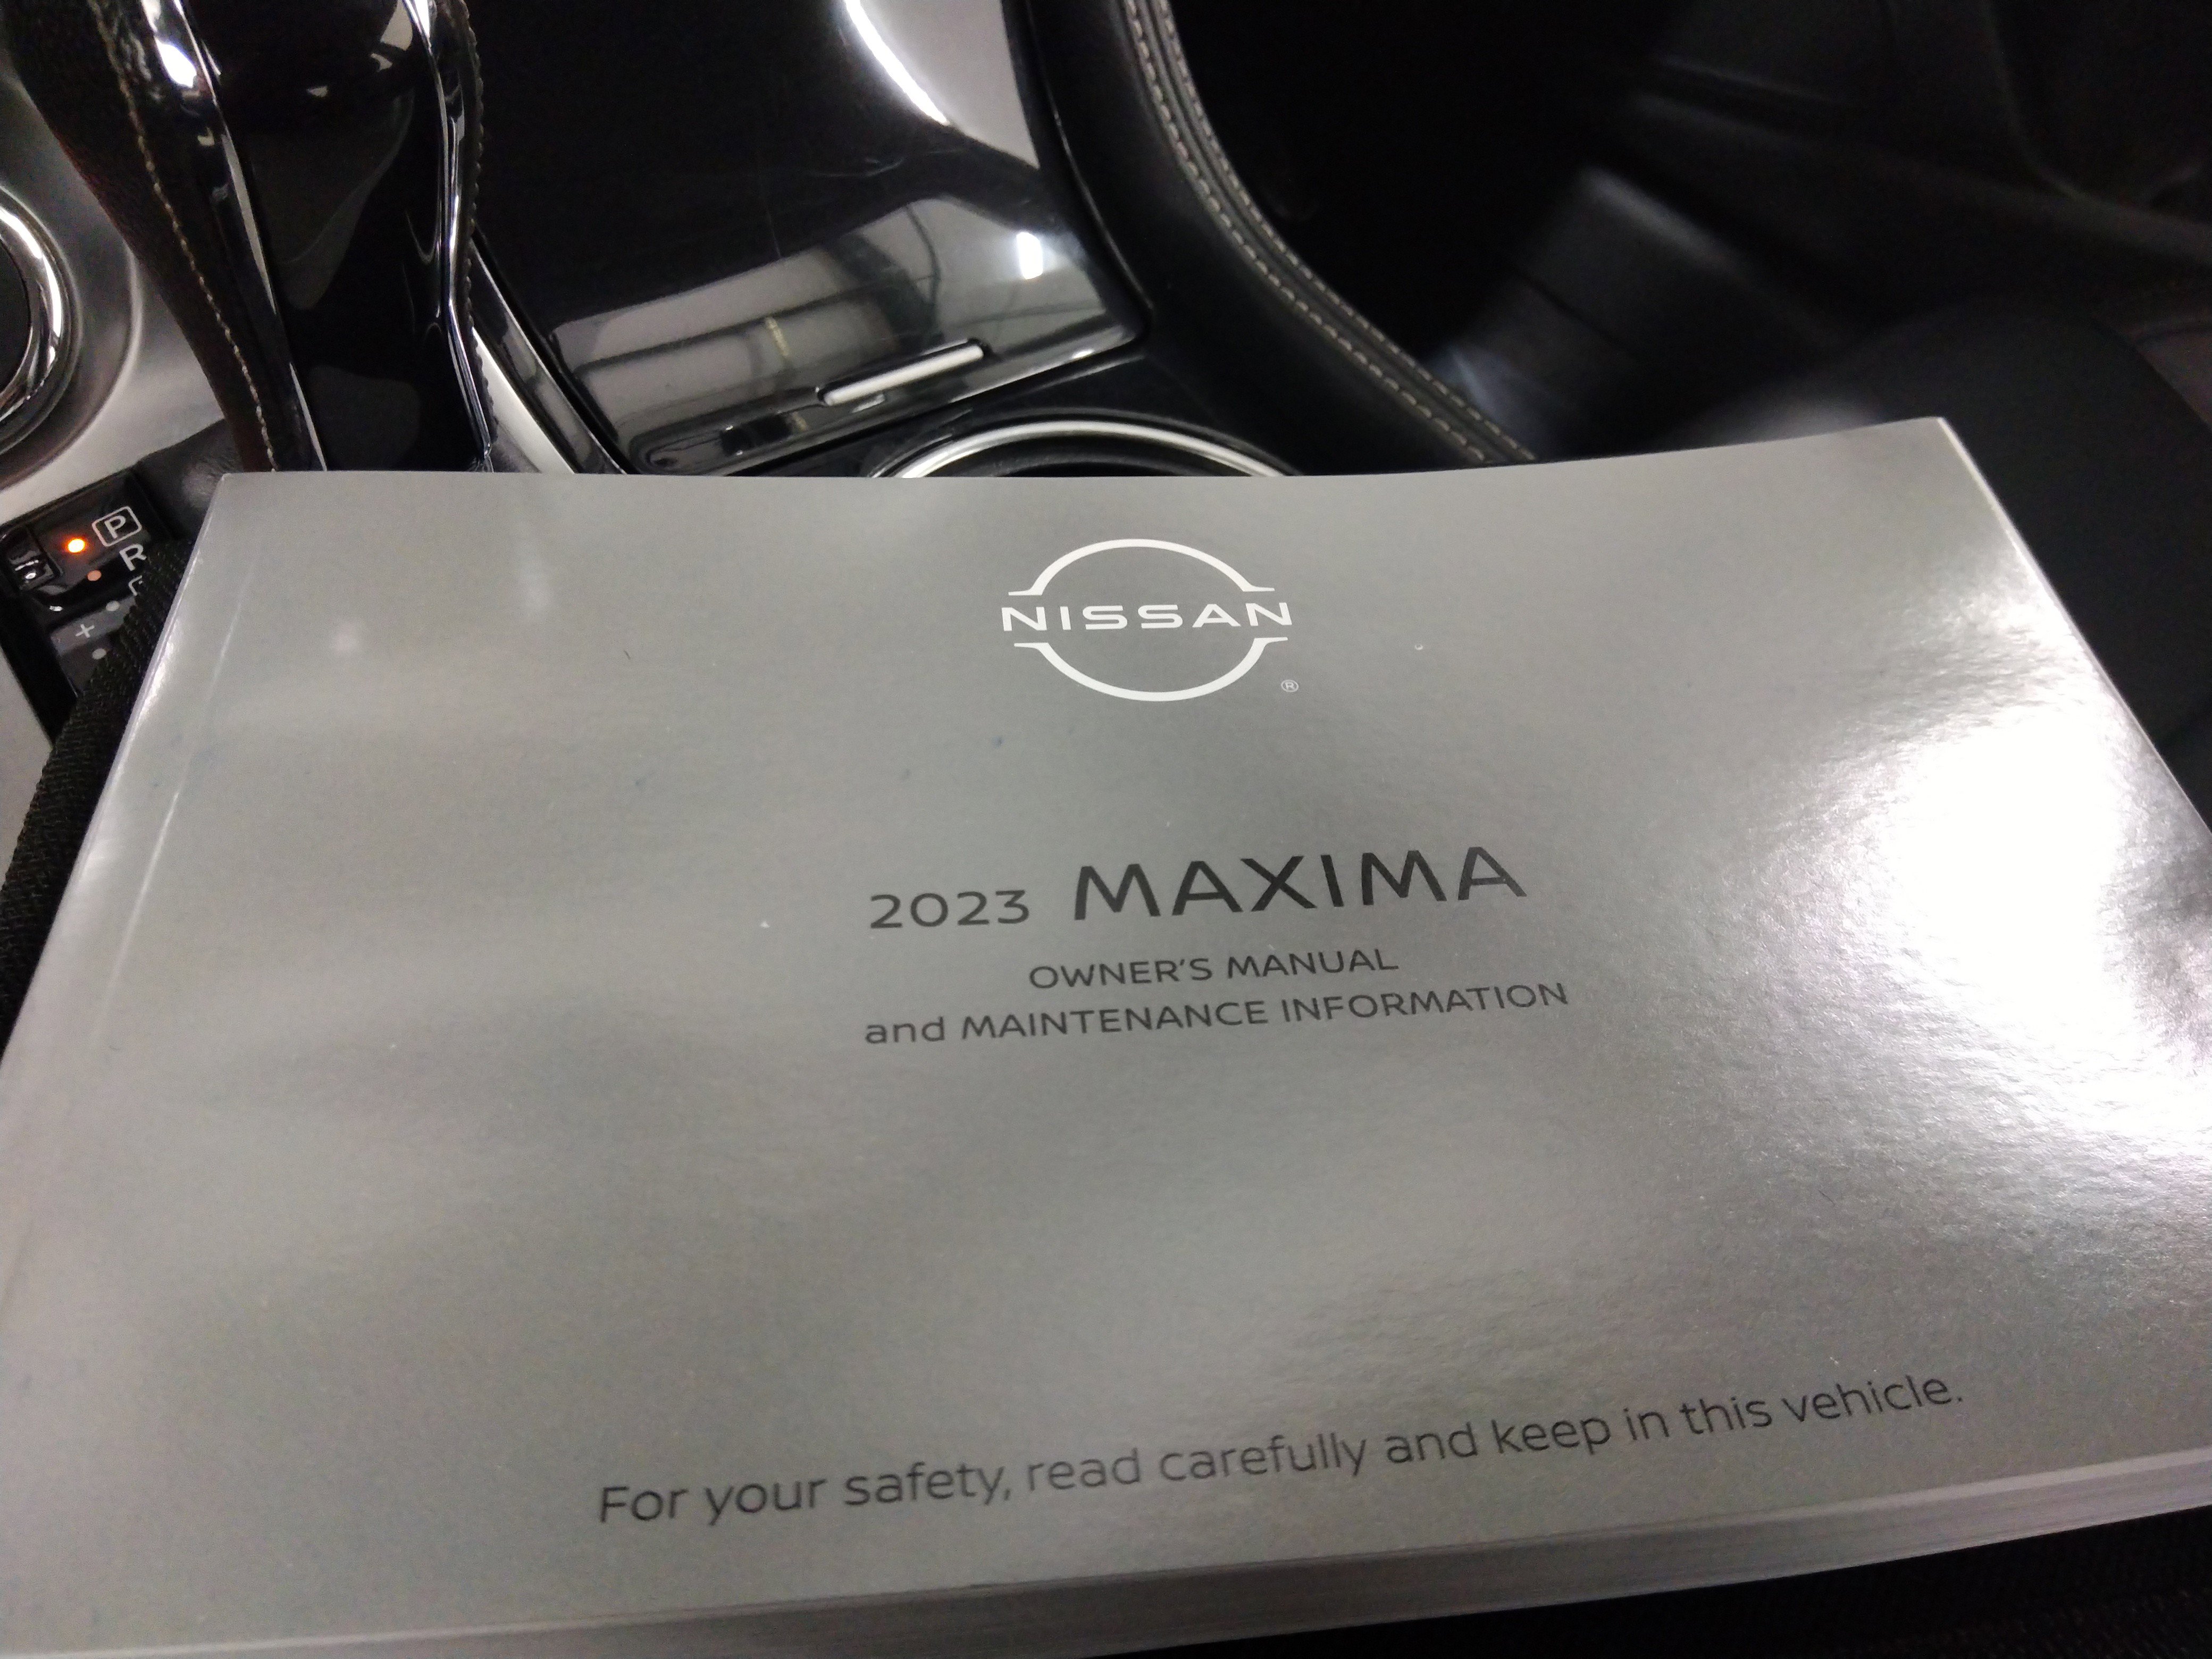 P
R
+
NISSAN
®
2023 MAXIMA
OWNER'S MANUAL
and MAINTENANCE INFORMATION
For your safety, read carefully and keep in this vehicle.